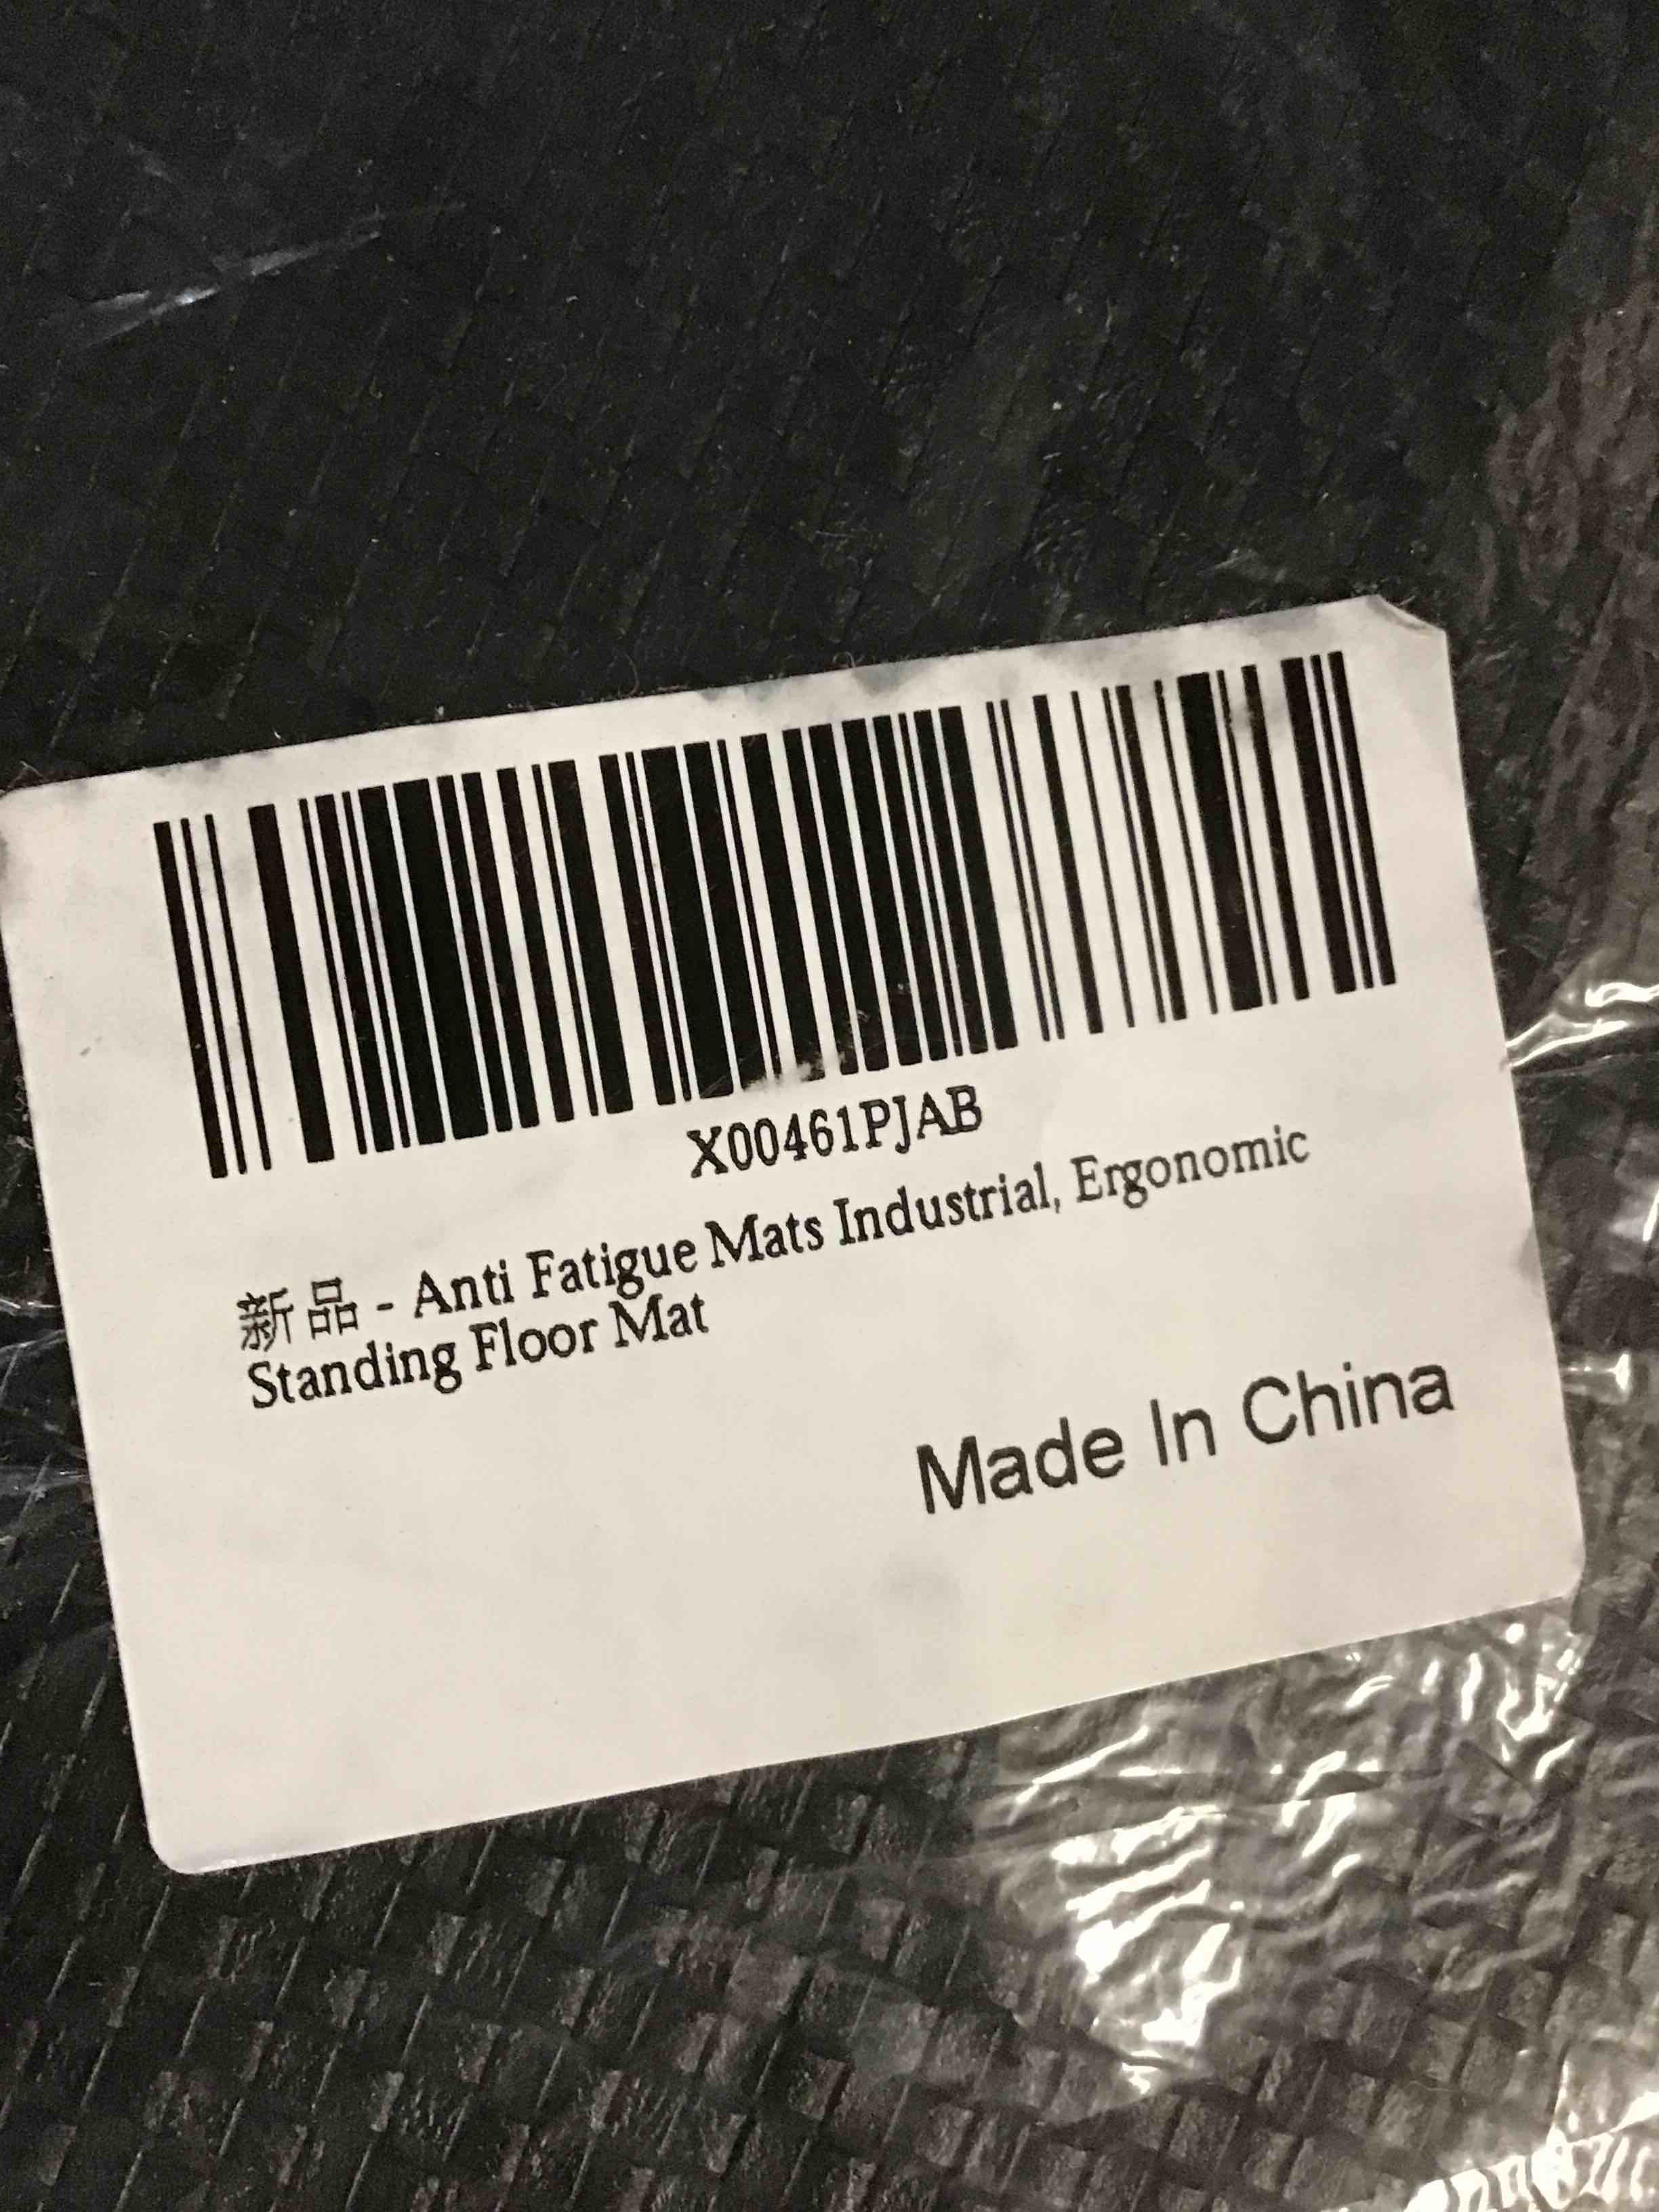 X00461PJAB
新品 - Anti Fatigue Mats Industrial, Ergonomic
Standing Floor Mat
Made In China